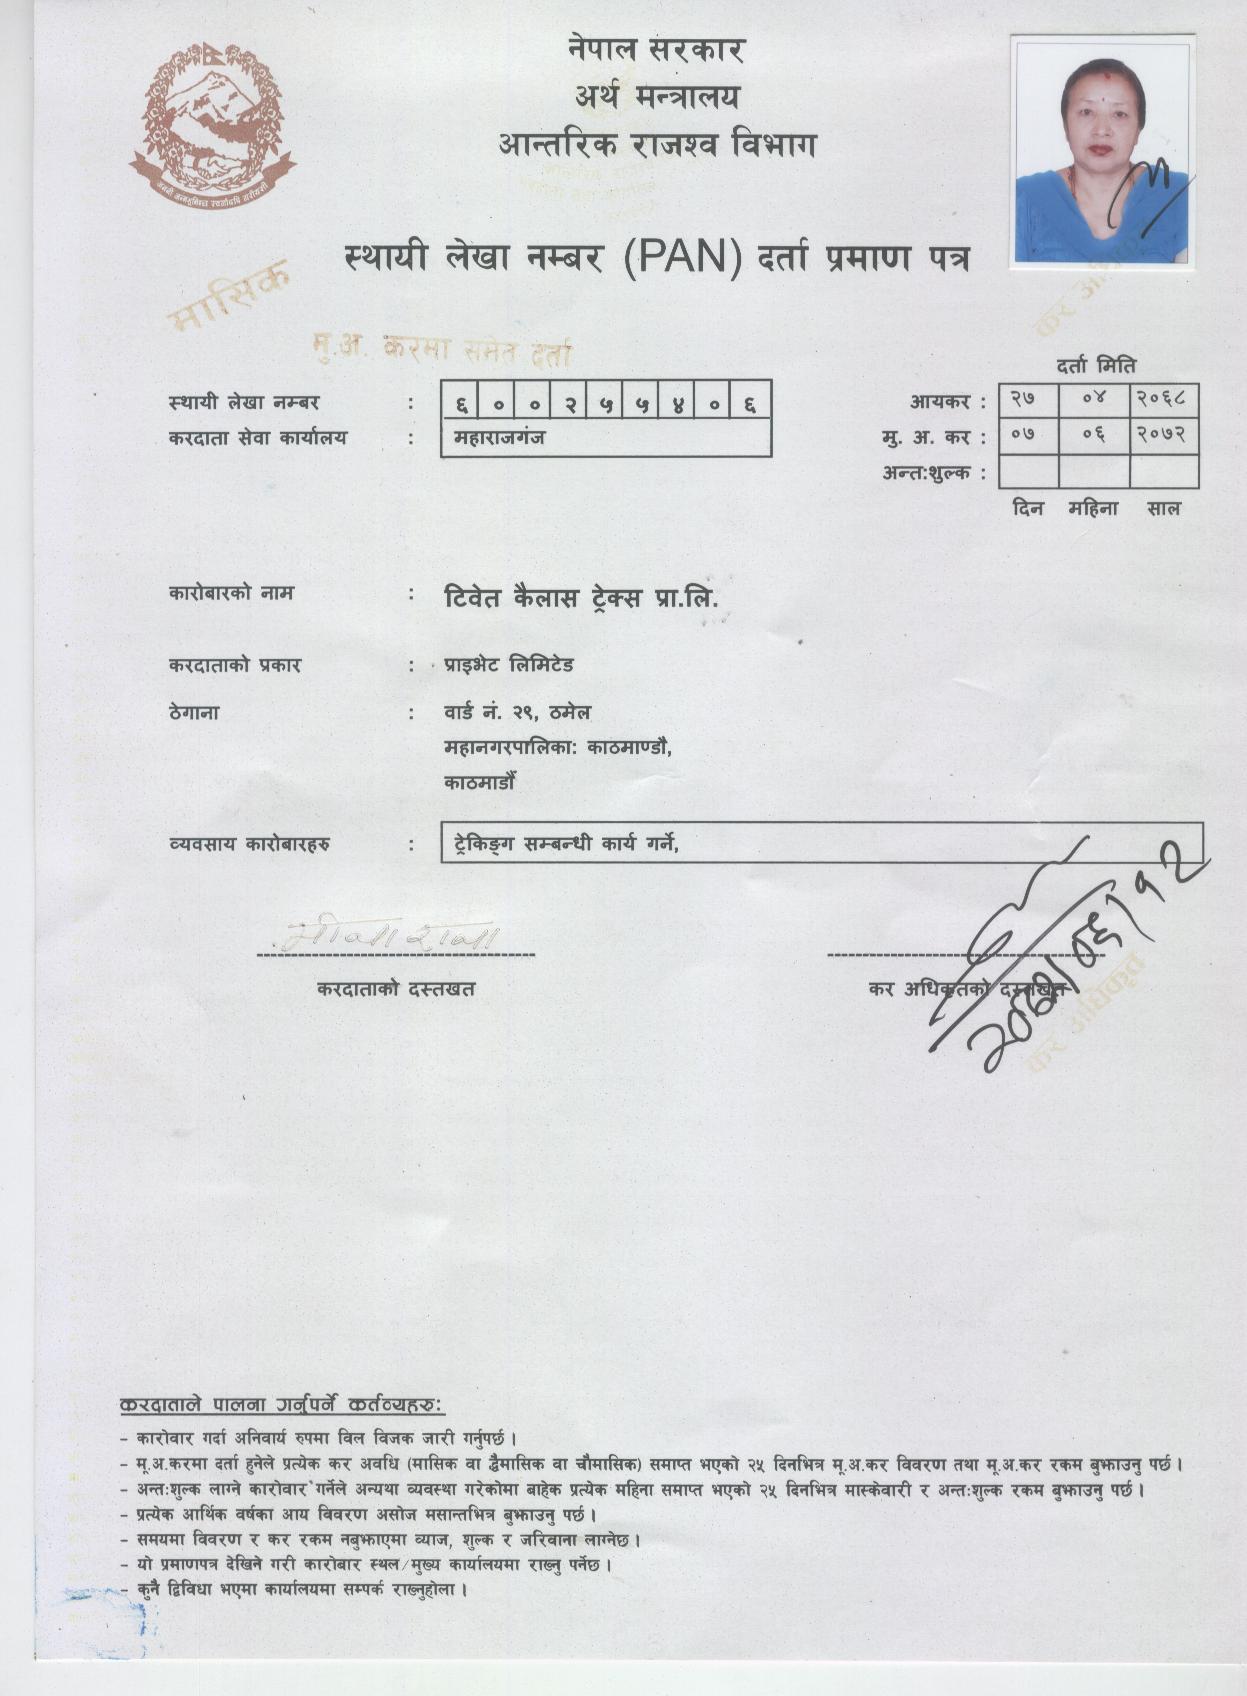 नेपाल सरकार
अर्थ मन्त्रालय
आन्तरिक राजश्व विभाग
स्थायी लेखा नम्बर (PAN) दर्ता प्रमाण पत्र
मासिक
मु.अ. करमा समेत दर्ता
दर्ता मिति
स्थायी लेखा नम्बर : ६ ० ० २ ५ ५ ४ ० ६
आयकर : २७ ०४ २०६८
करदाता सेवा कार्यालय : महाराजगंज
मु. अ. कर : ०७ ०६ २०७२
अन्त:शुल्क :
दिन महिना साल
कारोबारको नाम : टिवेत कैलास ट्रेक्स प्रा.लि.
करदाताको प्रकार : प्राइभेट लिमिटेड
ठेगाना : वार्ड नं. २९, ठमेल
महानगरपालिका: काठमाण्डौ,
काठमाडौँ
व्यवसाय कारोबारहरु : ट्रेकिङ्ग सम्बन्धी कार्य गर्ने,
करदाताको दस्तखत
कर अधिकृतको दस्तखत
कर अधिकृत
करदाताले पालना गर्नुपर्ने कर्तव्यहरु:
– कारोवार गर्दा अनिवार्य रुपमा विल विजक जारी गर्नुपर्छ ।
– मू.अ.करमा दर्ता हुनेले प्रत्येक कर अवधि (मासिक वा द्वैमासिक वा चौमासिक) समाप्त भएको २५ दिनभित्र मू.अ.कर विवरण तथा मू.अ.कर रकम बुझाउनु पर्छ ।
– अन्त:शुल्क लाग्ने कारोवार गर्नेले अन्यथा व्यवस्था गरेकोमा बाहेक प्रत्येक महिना समाप्त भएको २५ दिनभित्र मास्केवारी र अन्त:शुल्क रकम बुझाउनु पर्छ ।
– प्रत्येक आर्थिक वर्षका आय विवरण असोज मसान्तभित्र बुझाउनु पर्छ ।
– समयमा विवरण र कर रकम नबुझाएमा व्याज, शुल्क र जरिवाना लाग्नेछ ।
– यो प्रमाणपत्र देखिने गरी कारोबार स्थल/मुख्य कार्यालयमा राख्नु पर्नेछ ।
– कुनै द्विविधा भएमा कार्यालयमा सम्पर्क राख्नुहोला ।